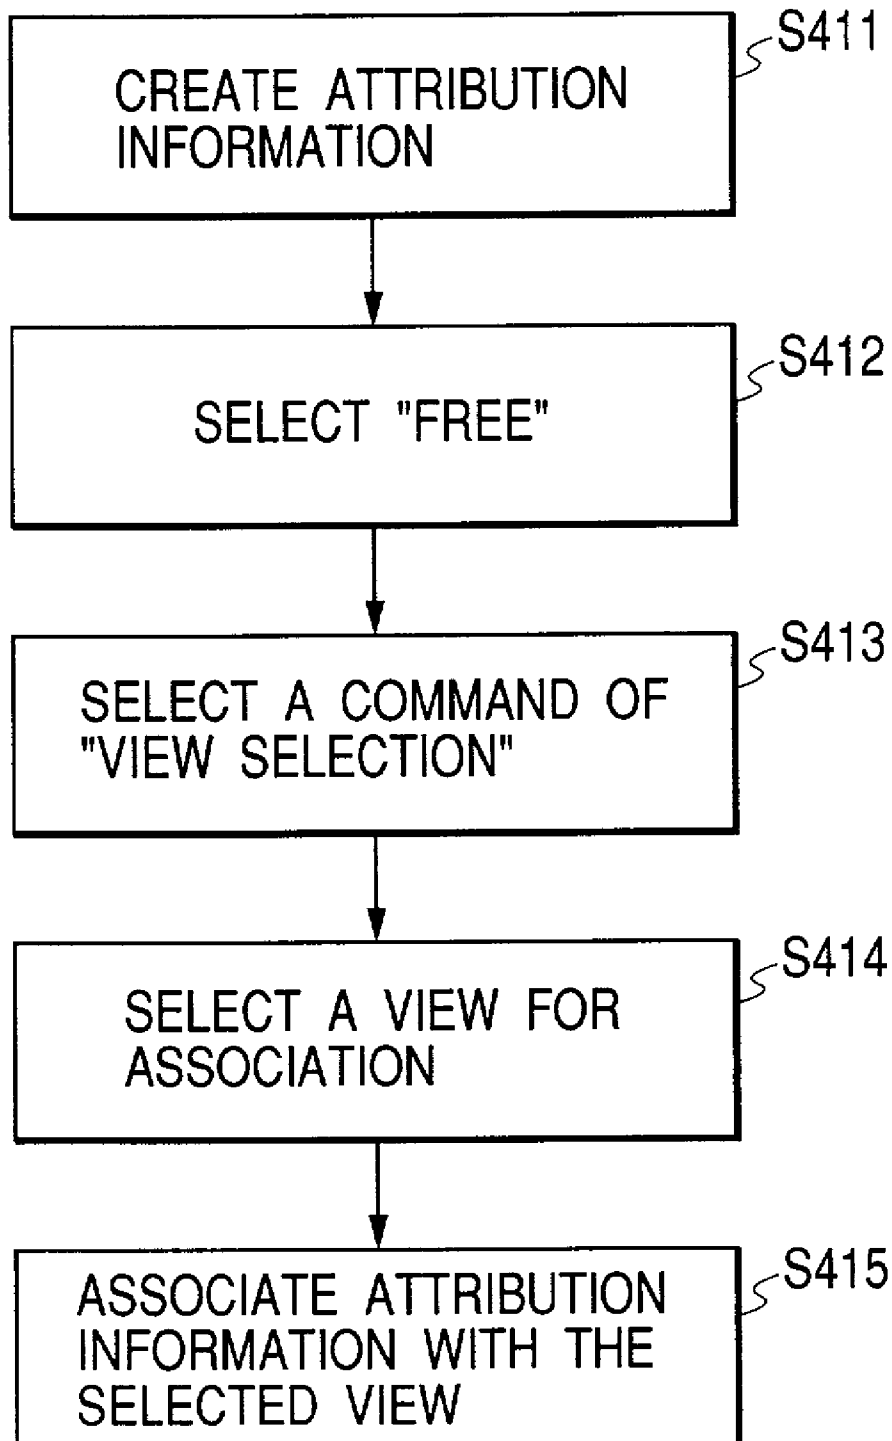 S411
CREATE ATTRIBUTION
INFORMATION
S412
SELECT "FREE"
S413
SELECT A COMMAND OF
"VIEW SELECTION"
S414
SELECT A VIEW FOR
ASSOCIATION
S415
ASSOCIATE ATTRIBUTION
INFORMATION WITH THE
SELECTED VIEW